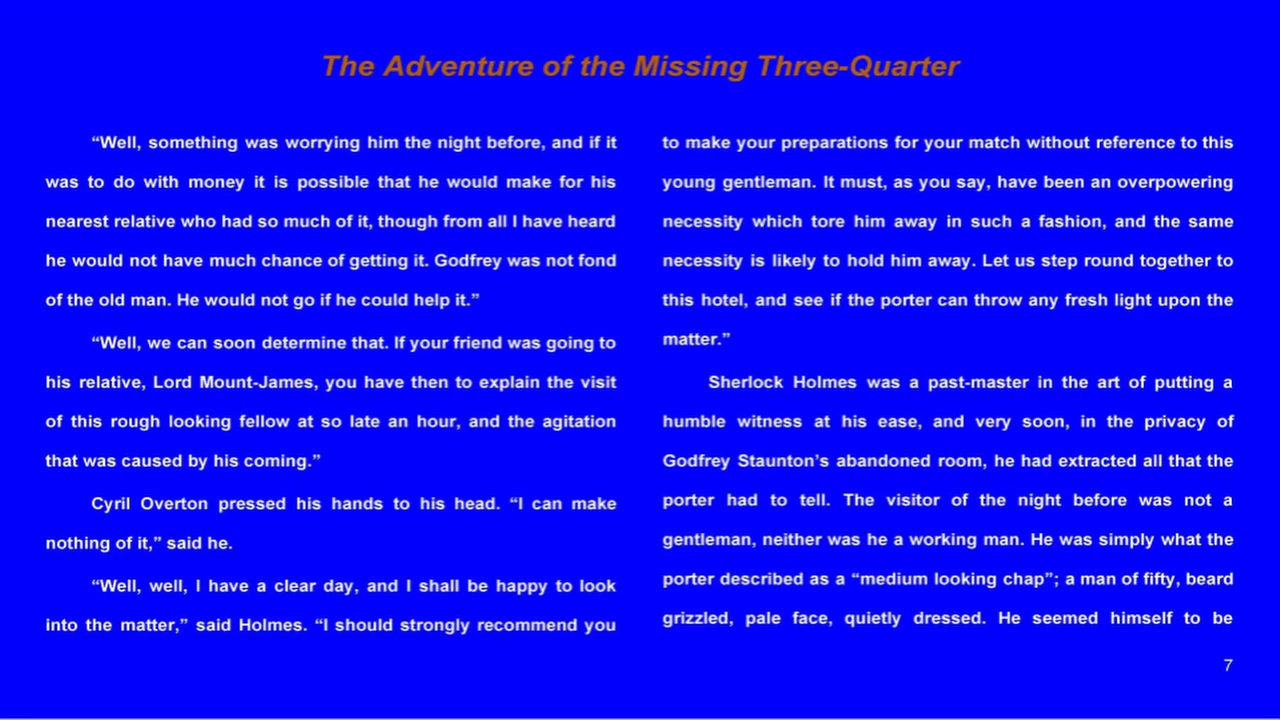 The Adventure of the Missing Three-Quarter
“Well, something was worrying him the night before, and if it
was to do with money it is possible that he would make for his
nearest relative who had so much of it, though from all I have heard
he would not have much chance of getting it. Godfrey was not fond
of the old man. He would not go if he could help it.”
“Well, we can soon determine that. If your friend was going to
his relative, Lord Mount-James, you have then to explain the visit
of this rough looking fellow at so late an hour, and the agitation
that was caused by his coming.”
Cyril Overton pressed his hands to his head. “I can make
nothing of it,” said he.
“Well, well, I have a clear day, and I shall be happy to look
into the matter,” said Holmes. “I should strongly recommend you
to make your preparations for your match without reference to this
young gentleman. It must, as you say, have been an overpowering
necessity which tore him away in such a fashion, and the same
necessity is likely to hold him away. Let us step round together to
this hotel, and see if the porter can throw any fresh light upon the
matter.”
Sherlock Holmes was a past-master in the art of putting a
humble witness at his ease, and very soon, in the privacy of
Godfrey Staunton’s abandoned room, he had extracted all that the
porter had to tell. The visitor of the night before was not a
gentleman, neither was he a working man. He was simply what the
porter described as a “medium looking chap”; a man of fifty, beard
grizzled, pale face, quietly dressed. He seemed himself to be
7